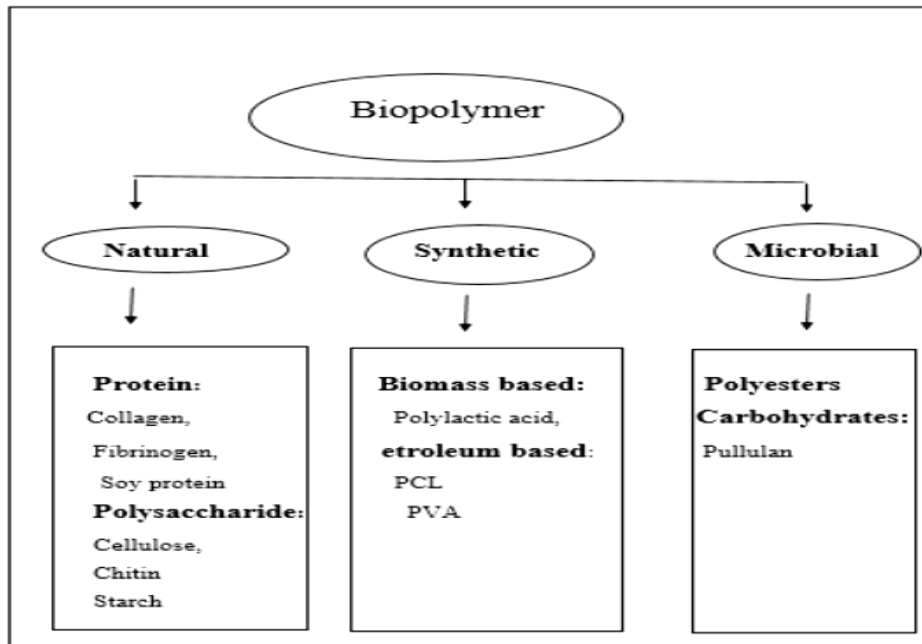 Biopolymer
Natural
Synthetic
Microbial
Protein:
Collagen,
Fibrinogen,
Soy protein
Polysaccharide:
Cellulose,
Chitin
Starch
Biomass based:
Polylactic acid,
etroleum based:
PCL
PVA
Polyesters
Carbohydrates:
Pullulan